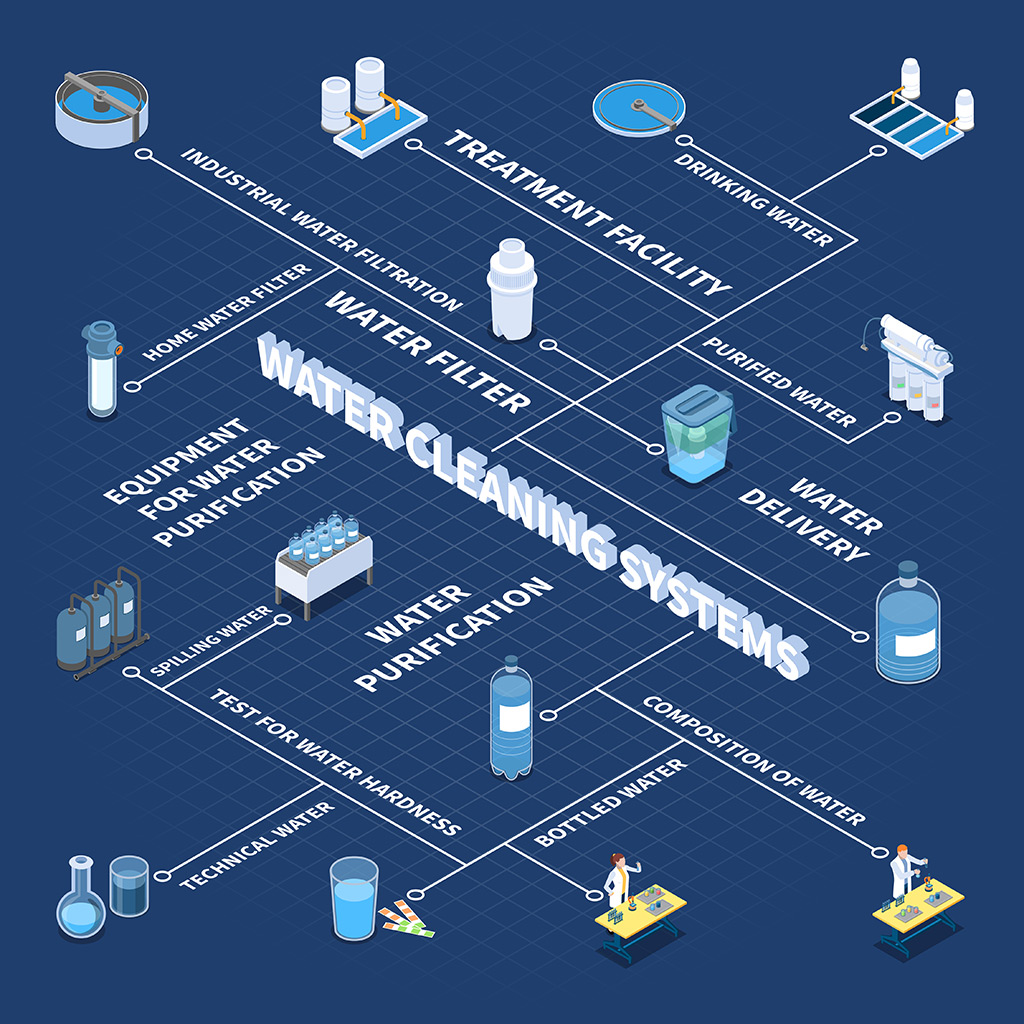 TREATMENT FACILITY
DRINKING WATER
INDUSTRIAL WATER FILTRATION
HOME WATER FILTER
WATER FILTER
PURIFIED WATER
WATER CLEANING SYSTEMS
EQUIPMENT
FOR WATER
PURIFICATION
WATER
DELIVERY
SPILLING WATER
WATER
PURIFICATION
TEST FOR WATER HARDNESS
COMPOSITION OF WATER
BOTTLED WATER
TECHNICAL WATER